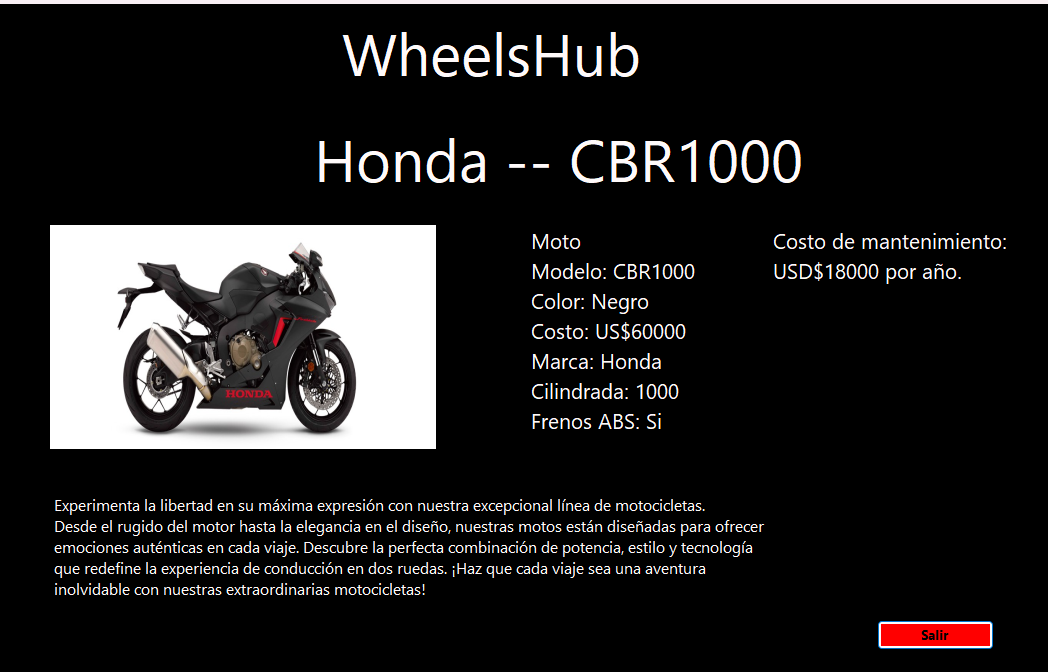 WheelsHub
Honda -- CBR1000
HONDA
Moto
Modelo: CBR1000
Color: Negro
Costo: US$60000
Marca: Honda
Cilindrada: 1000
Frenos ABS: Si
Costo de mantenimiento:
USD$18000 por año.
Experimenta la libertad en su máxima expresión con nuestra excepcional línea de motocicletas.
Desde el rugido del motor hasta la elegancia en el diseño, nuestras motos están diseñadas para ofrecer
emociones auténticas en cada viaje. Descubre la perfecta combinación de potencia, estilo y tecnología
que redefine la experiencia de conducción en dos ruedas. ¡Haz que cada viaje sea una aventura
inolvidable con nuestras extraordinarias motocicletas!
Salir